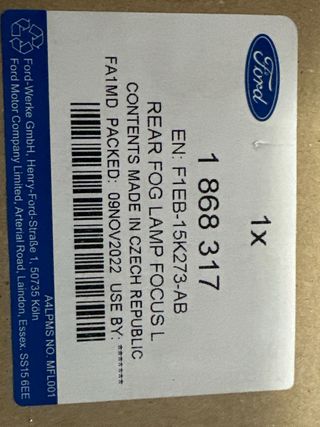 Ford
1x
1 868 317
EN: F1EB-15K273-AB
REAR FOG LAMP FOCUS L
CONTENTS MADE IN CZECH REPUBLIC
FA1MD PACKED: 09NOV/2022 USE BY: *******
A4LPMS NO. MFL001
Ford-Werke GmbH, Henry-Ford-Straße 1, 50735 Köln
Ford Motor Company Limited, Arterial Road, Laindon, Essex, SS15 6EE